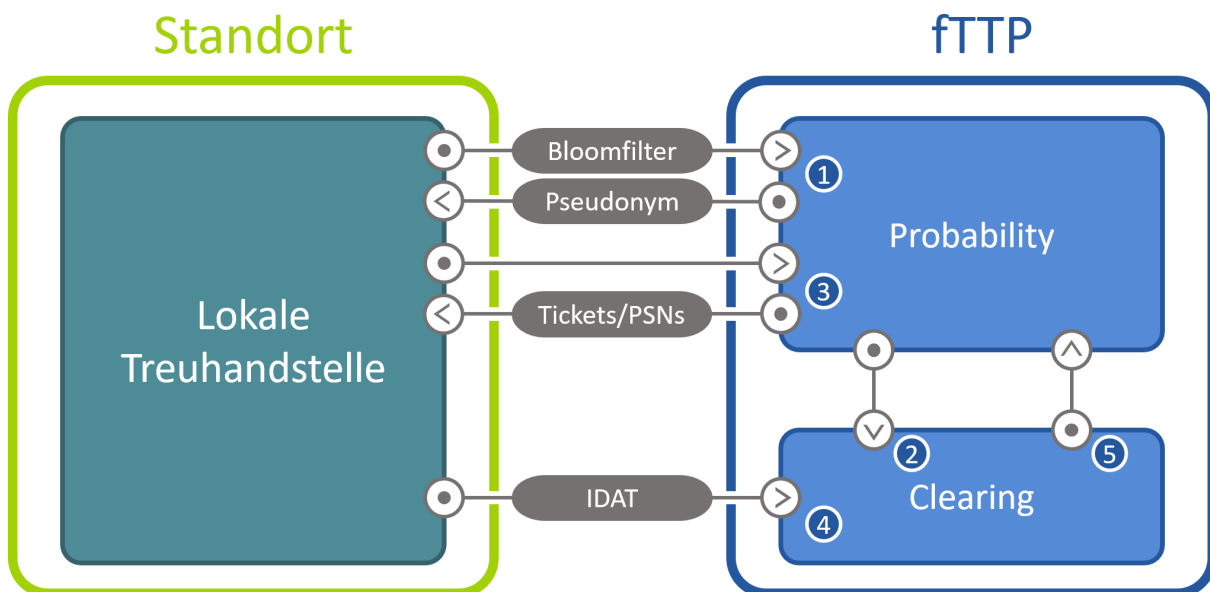 Standort
fTTP
Bloomfilter
1
Pseudonym
Probability
Lokale
Treuhandstelle
3
Tickets/PSNs
2
5
IDAT
Clearing
4